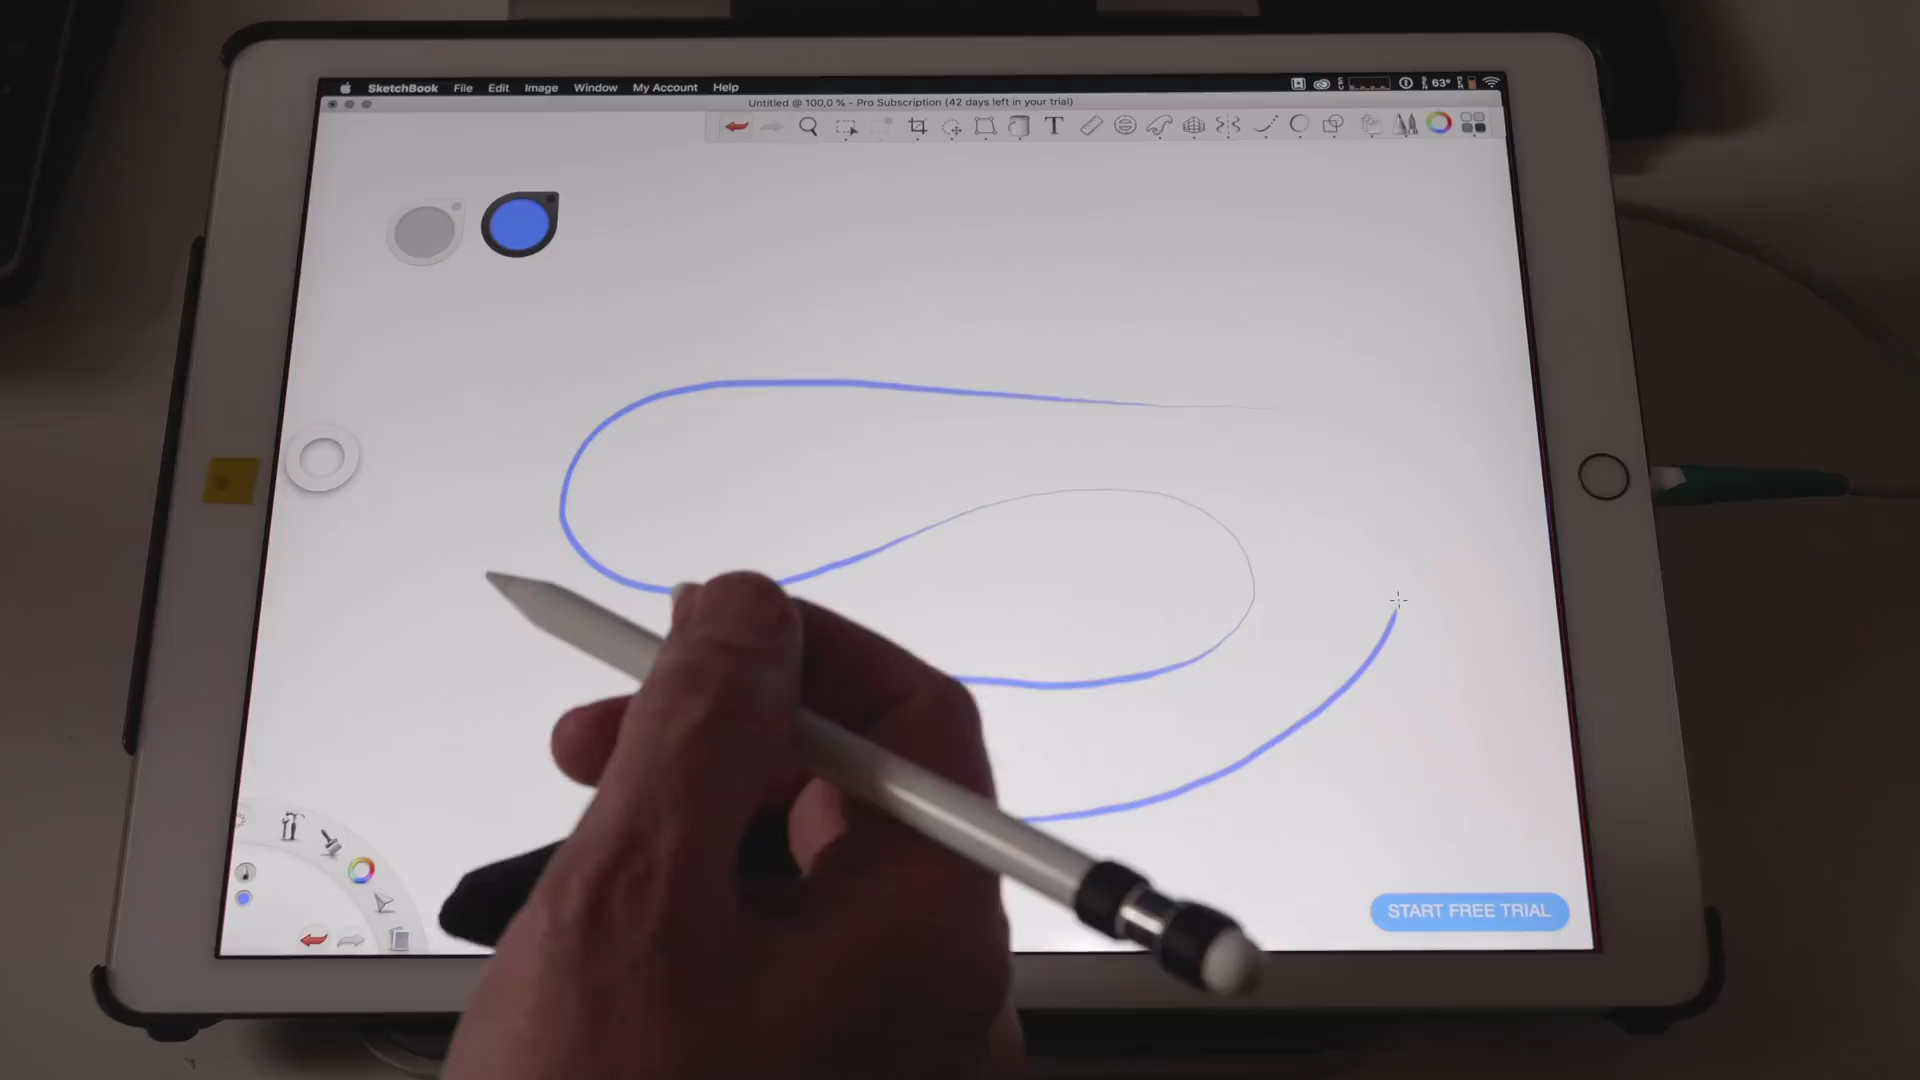 SketchBook File Edit Image Window My Account Help 63°
Untitled @ 100,0 % - Pro Subscription (42 days left in your trial)
T
START FREE TRIAL